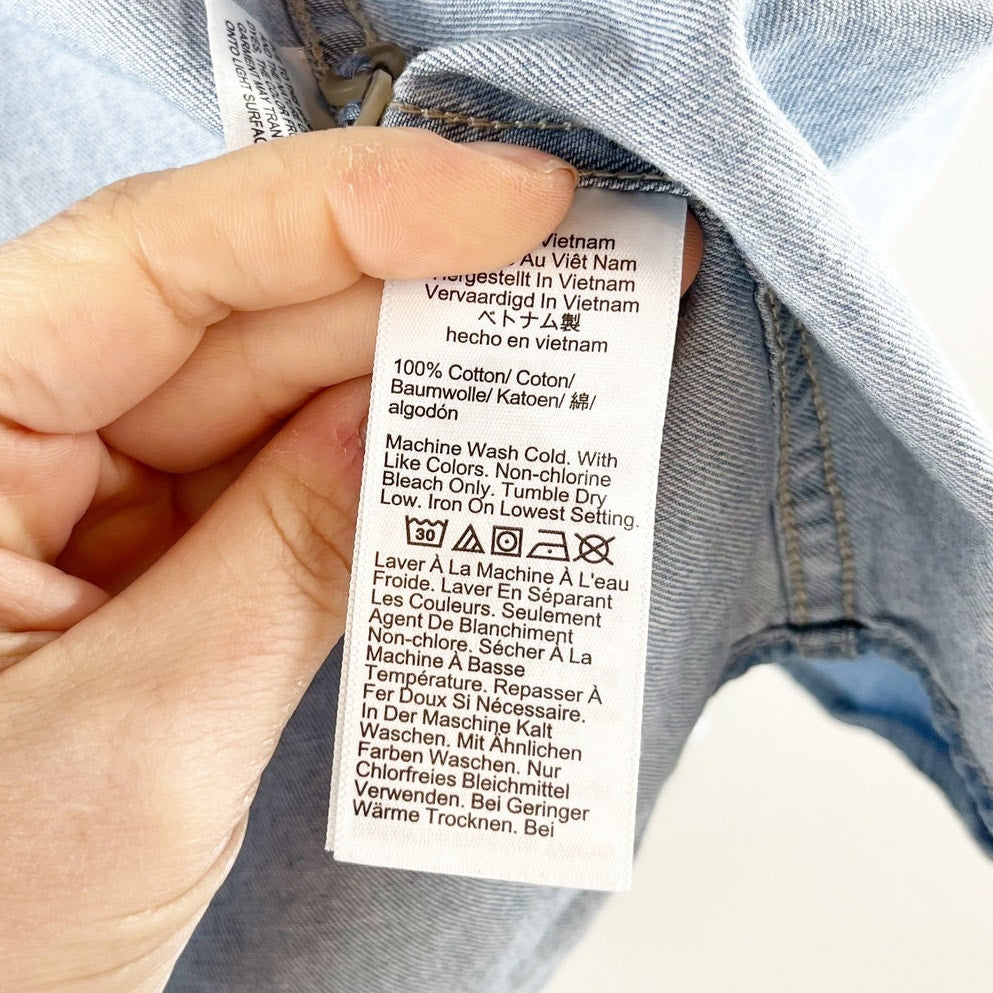 GARMENT
ONTO LIGHT
Vietnam
Au Viêt Nam
Hergestellt In Vietnam
Vervaardigd In Vietnam
ベトナム製
hecho en vietnam
100% Cotton/ Coton/
Baumwolle/ Katoen/ 綿/
algodón
Machine Wash Cold. With
Like Colors. Non-chlorine
Bleach Only. Tumble Dry
Low. Iron On Lowest Setting.
30
Laver À La Machine À L'eau
Froide. Laver En Séparant
Les Couleurs. Seulement
Agent De Blanchiment
Non-chlore. Sécher À La
Machine À Basse
Température. Repasser À
Fer Doux Si Nécessaire.
In Der Maschine Kalt
Waschen. Mit Ähnlichen
Farben Waschen. Nur
Chlorfreies Bleichmittel
Verwenden. Bei Geringer
Wärme Trocknen. Bei